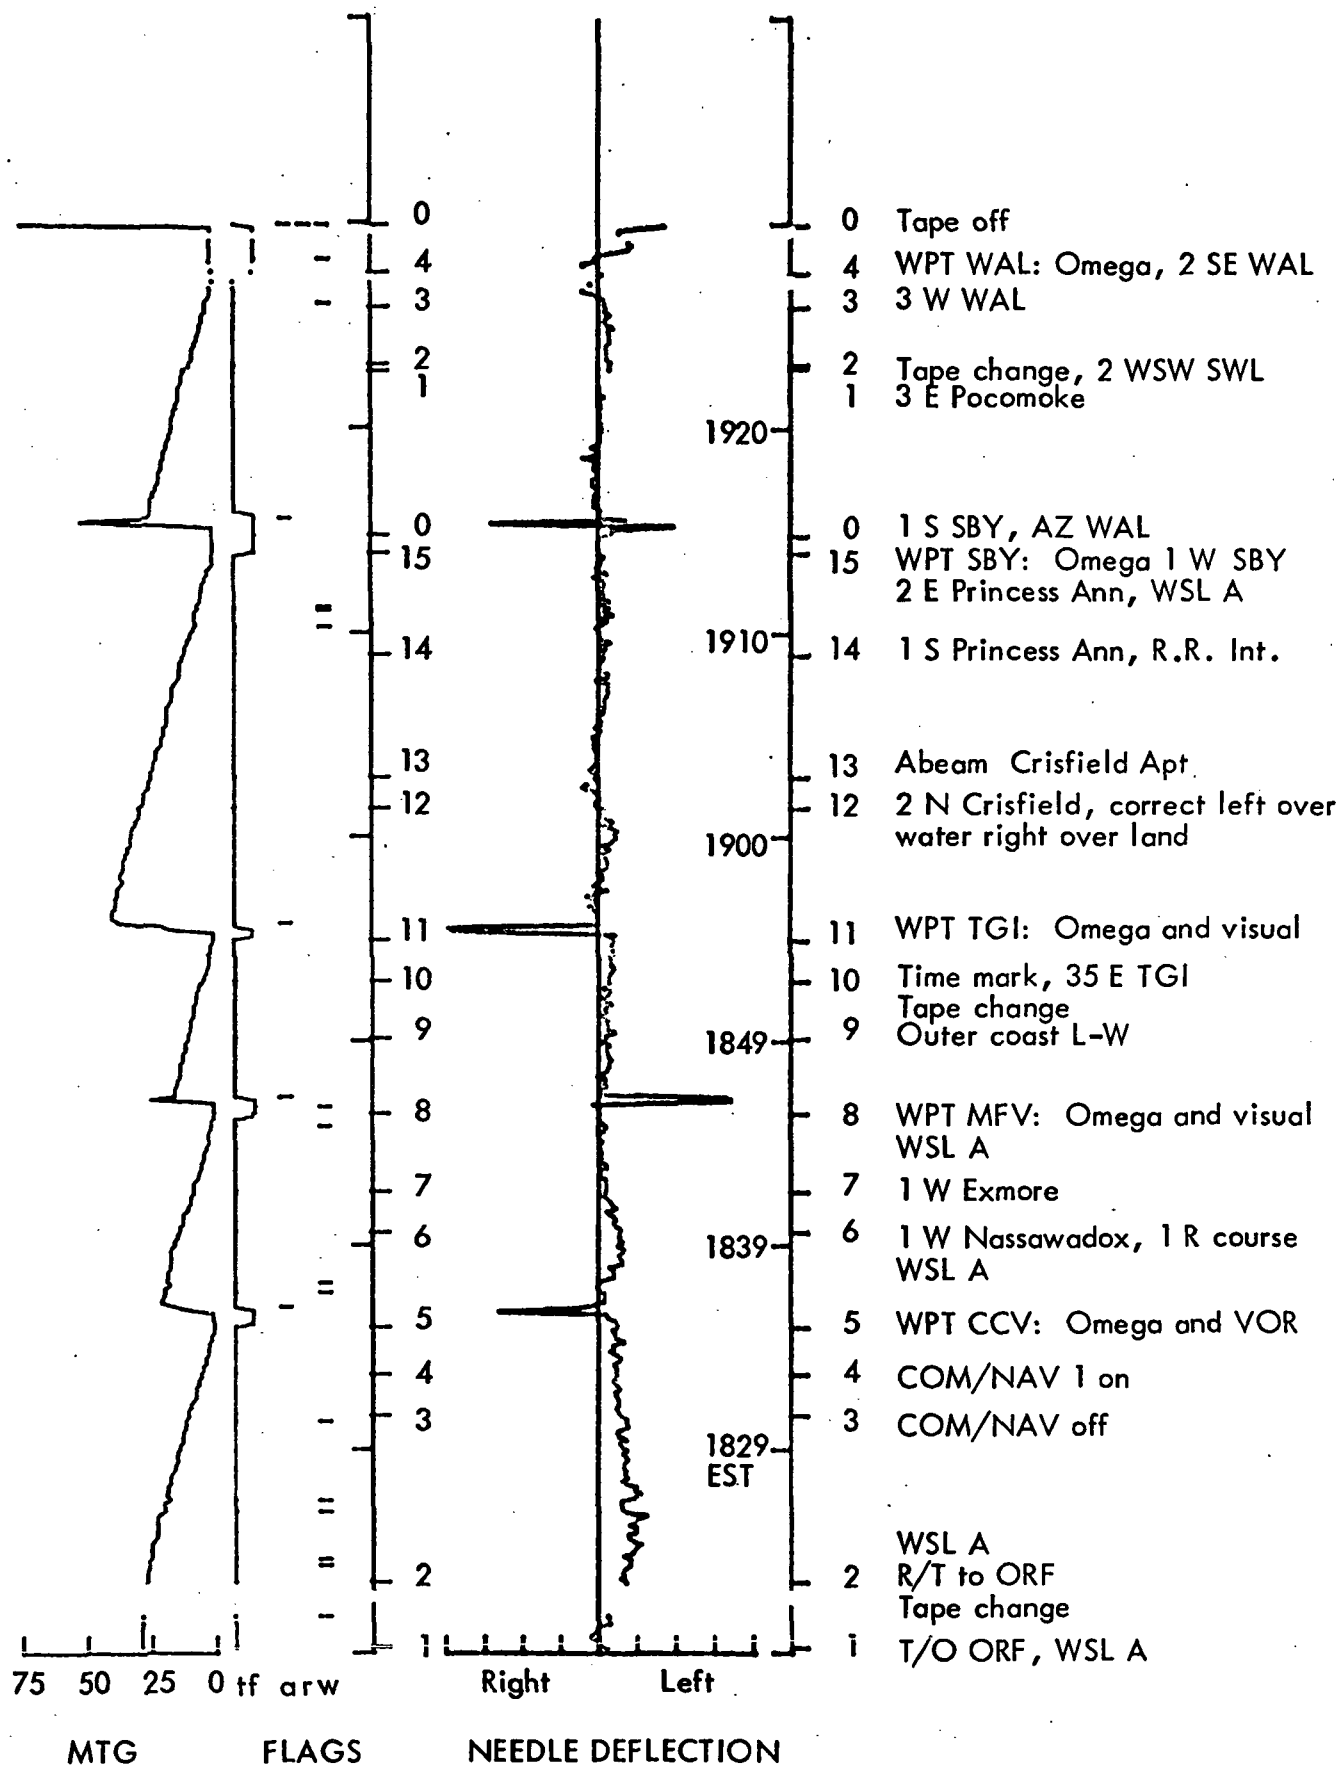 0 0 Tape off
4 4 WPT WAL: Omega, 2 SE WAL
3 3 3 W WAL
2 2 Tape change, 2 WSW SWL
1 1 3 E Pocomoke
1920
0 0 1 S SBY, AZ WAL
15 15 WPT SBY: Omega 1 W SBY
2 E Princess Ann, WSL A
1910
14 14 1 S Princess Ann, R.R. Int.
13 13 Abeam Crisfield Apt.
12 12 2 N Crisfield, correct left over
1900 water right over land
11 11 WPT TGI: Omega and visual
10 10 Time mark, 35 E TGI
Tape change
9 1849 9 Outer coast L-W
8 8 WPT MFV: Omega and visual
WSL A
7 7 1 W Exmore
6 6 1 W Nassawadox, 1 R course
1839 WSL A
5 5 WPT CCV: Omega and VOR
4 4 COM/NAV 1 on
3 3 COM/NAV off
1829
EST
WSL A
2 2 R/T to ORF
Tape change
1 1 T/O ORF, WSL A
75 50 25 0 tf arw Right Left
MTG FLAGS NEEDLE DEFLECTION